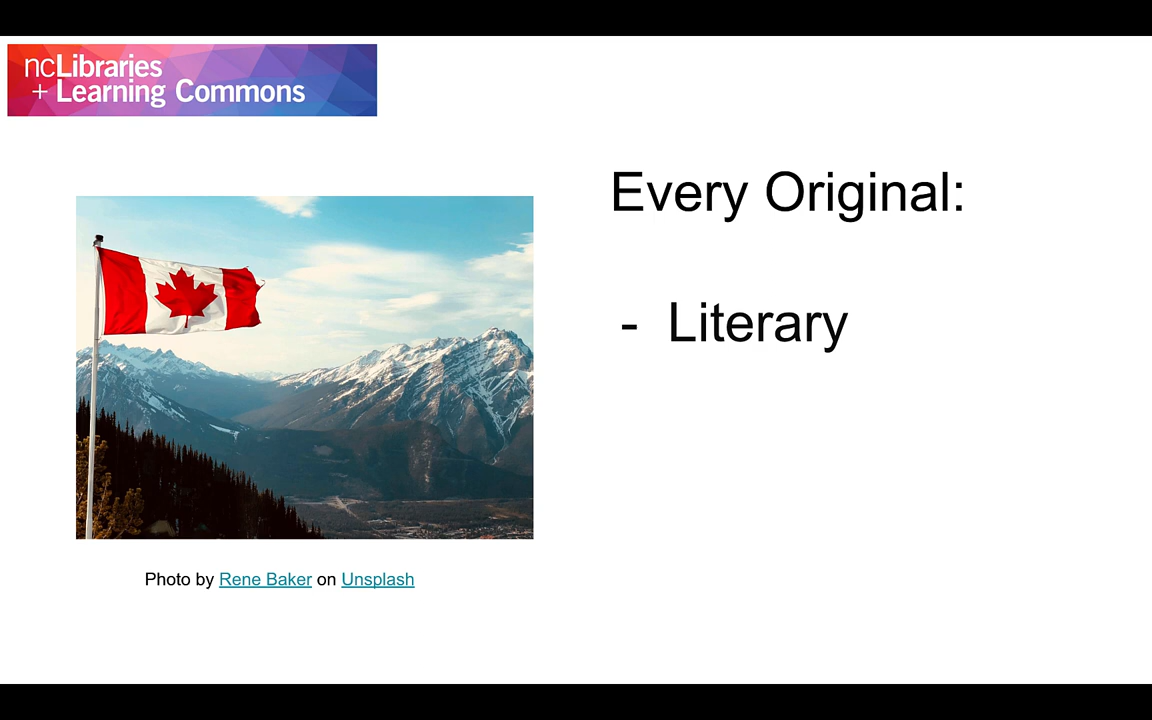 ncLibraries
+ Learning Commons
Every Original:
- Literary
Photo by Rene Baker on Unsplash